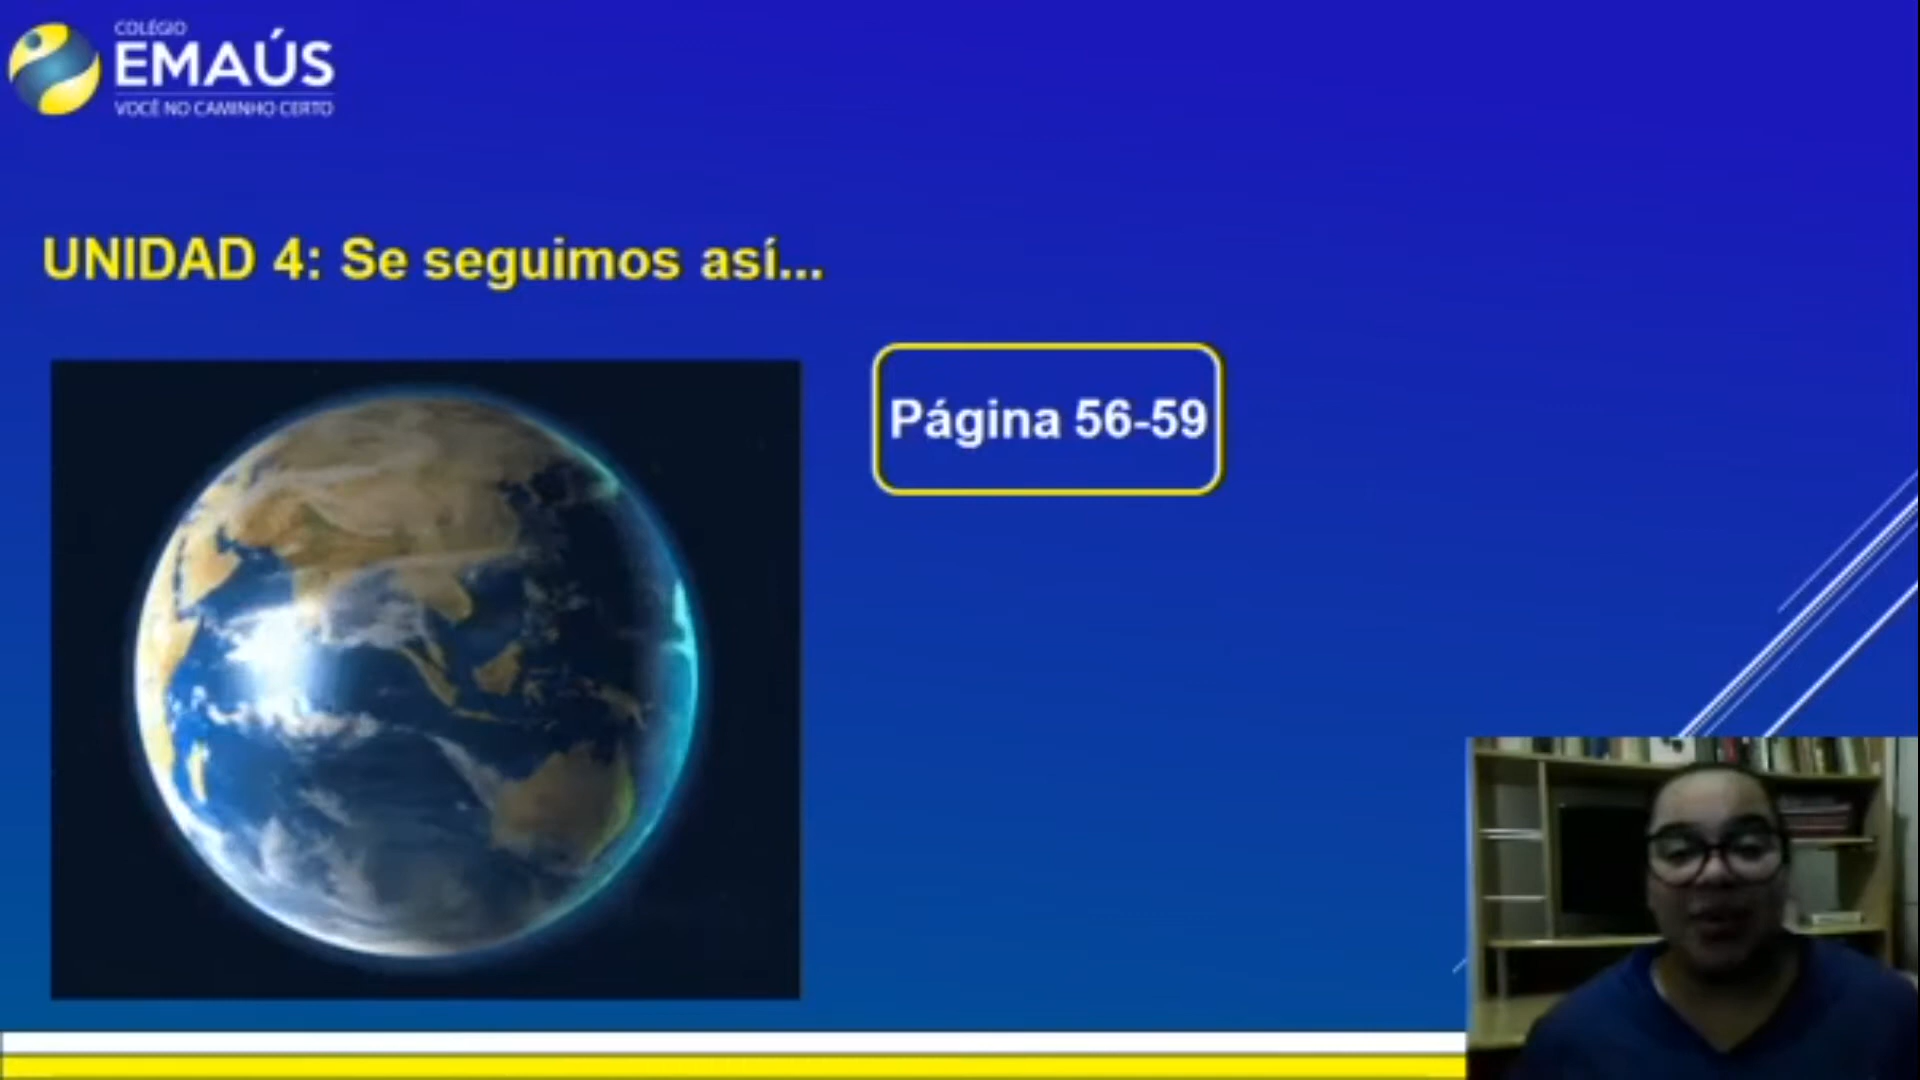 COLÉGIO
EMAÚS
VOCÊ NO CAMINHO CERTO
UNIDAD 4: Se seguimos así...
Página 56-59